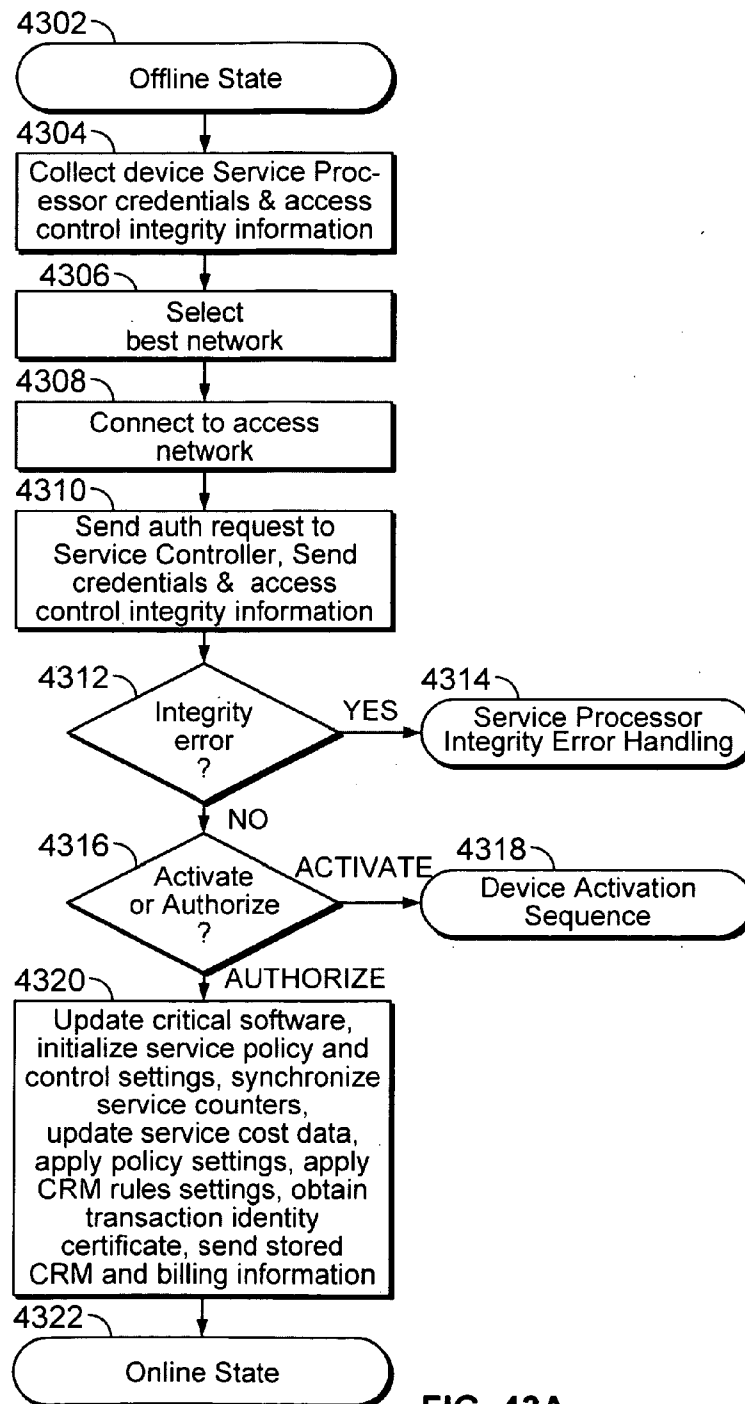 4302
Offline State
4304
Collect device Service Proc-
essor credentials & access
control integrity information
4306
Select
best network
4308
Connect to access
network
4310
Send auth request to
Service Controller, Send
credentials & access
control integrity information
4312
Integrity
error
?
YES
4314
Service Processor
Integrity Error Handling
NO
4316
Activate
or Authorize
?
ACTIVATE
4318
Device Activation
Sequence
AUTHORIZE
4320
Update critical software,
initialize service policy and
control settings, synchronize
service counters,
update service cost data,
apply policy settings, apply
CRM rules settings, obtain
transaction identity
certificate, send stored
CRM and billing information
4322
Online State
FIG. 43A